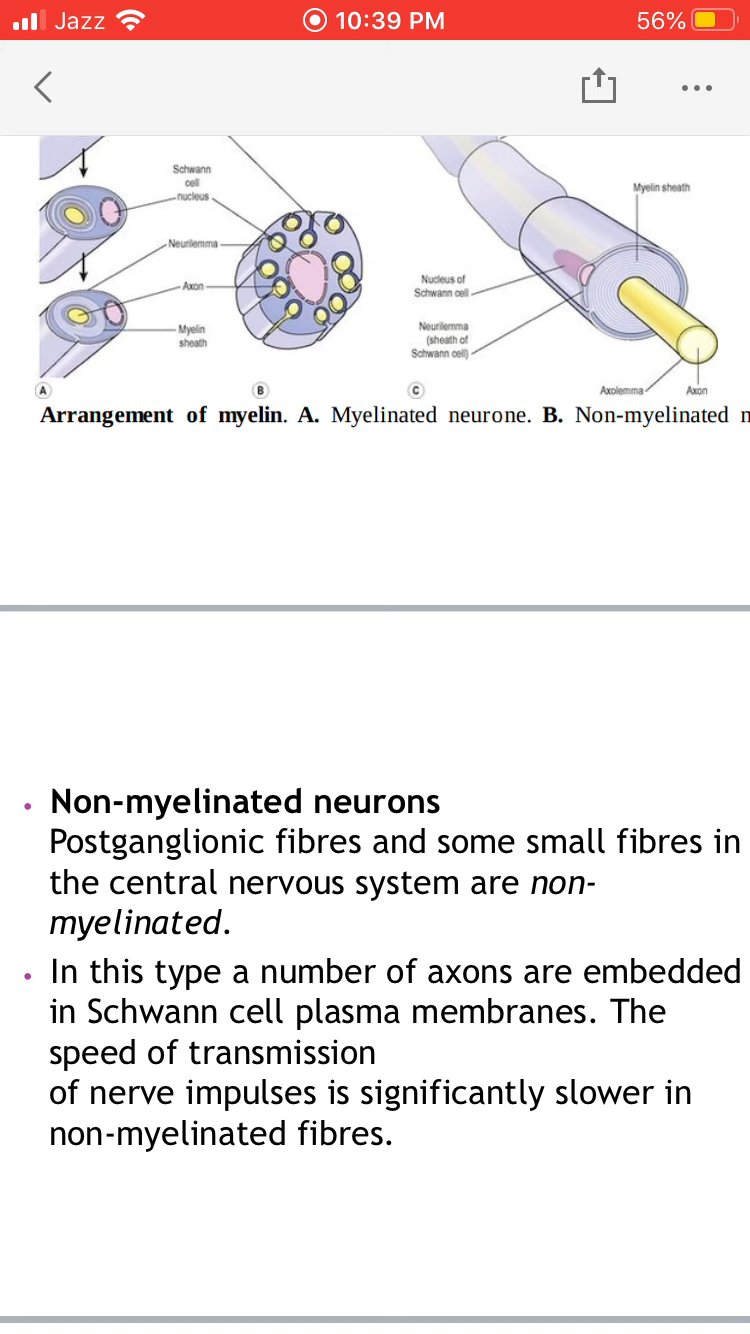 Jazz 10:39 PM 56%
Schwann
cell
nucleus
Neurilemma
Axon
Myelin
sheath
Myelin sheath
Nucleus of
Schwann cell
Neurilemma
(sheath of
Schwann cell)
Axolemma
Axon
A
B
C
Arrangement of myelin. A. Myelinated neurone. B. Non-myelinated n
• Non-myelinated neurons
Postganglionic fibres and some small fibres in
the central nervous system are non-
myelinated.
• In this type a number of axons are embedded
in Schwann cell plasma membranes. The
speed of transmission
of nerve impulses is significantly slower in
non-myelinated fibres.